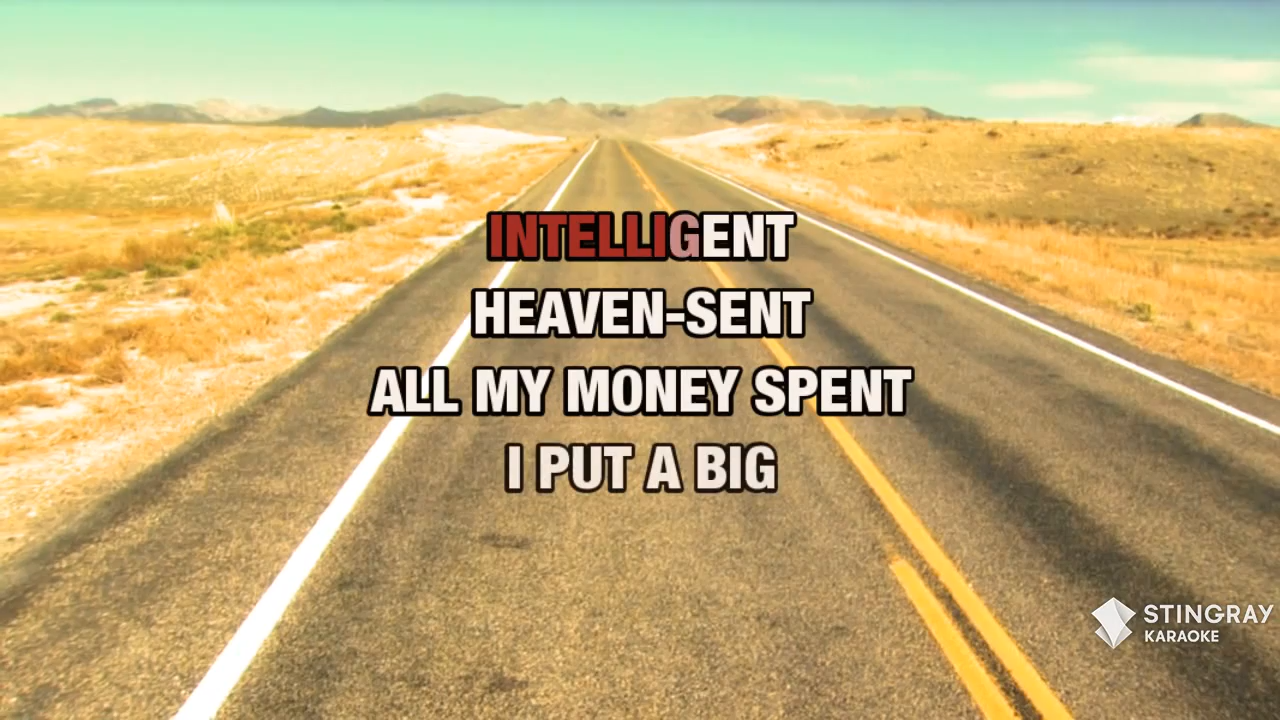 INTELLIGENT
HEAVEN-SENT
ALL MY MONEY SPENT
I PUT A BIG
STINGRAY
KARAOKE